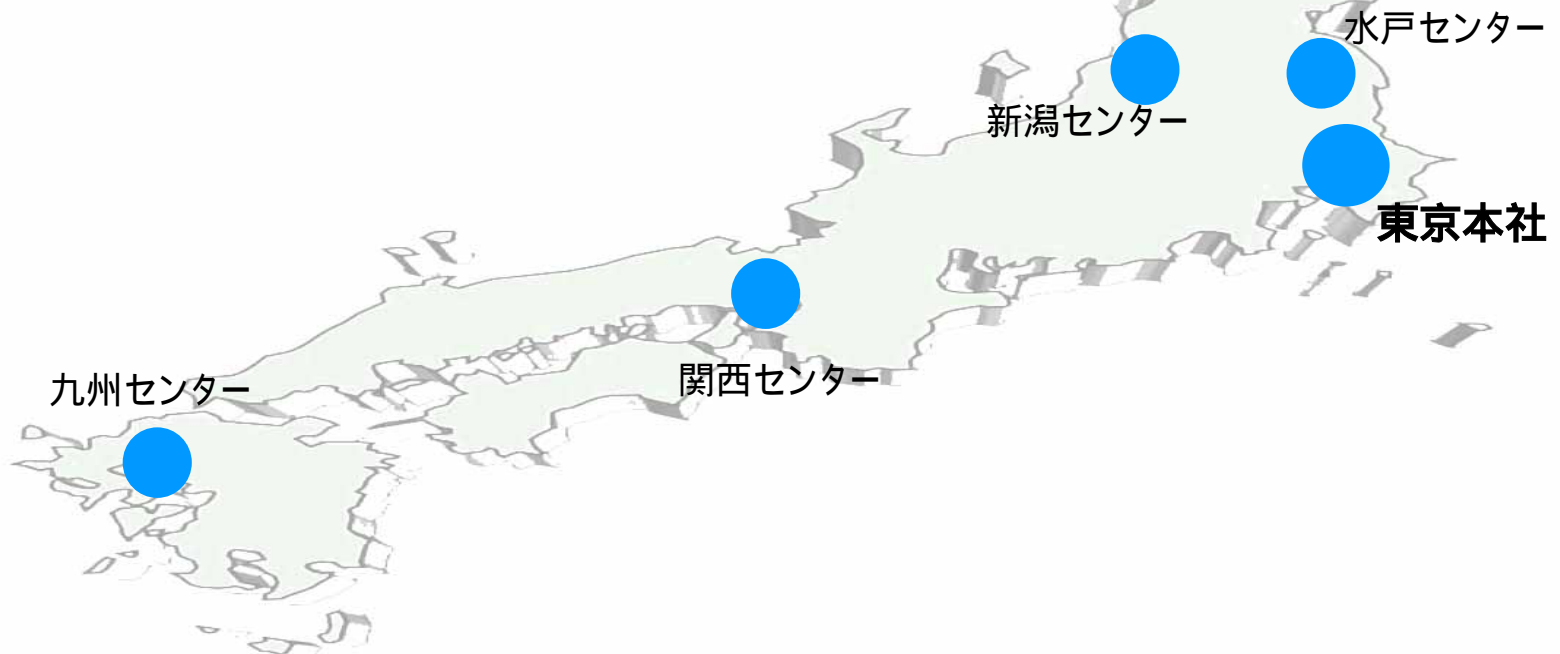 水戸センター
新潟センター
東京本社
関西センター
九州センター